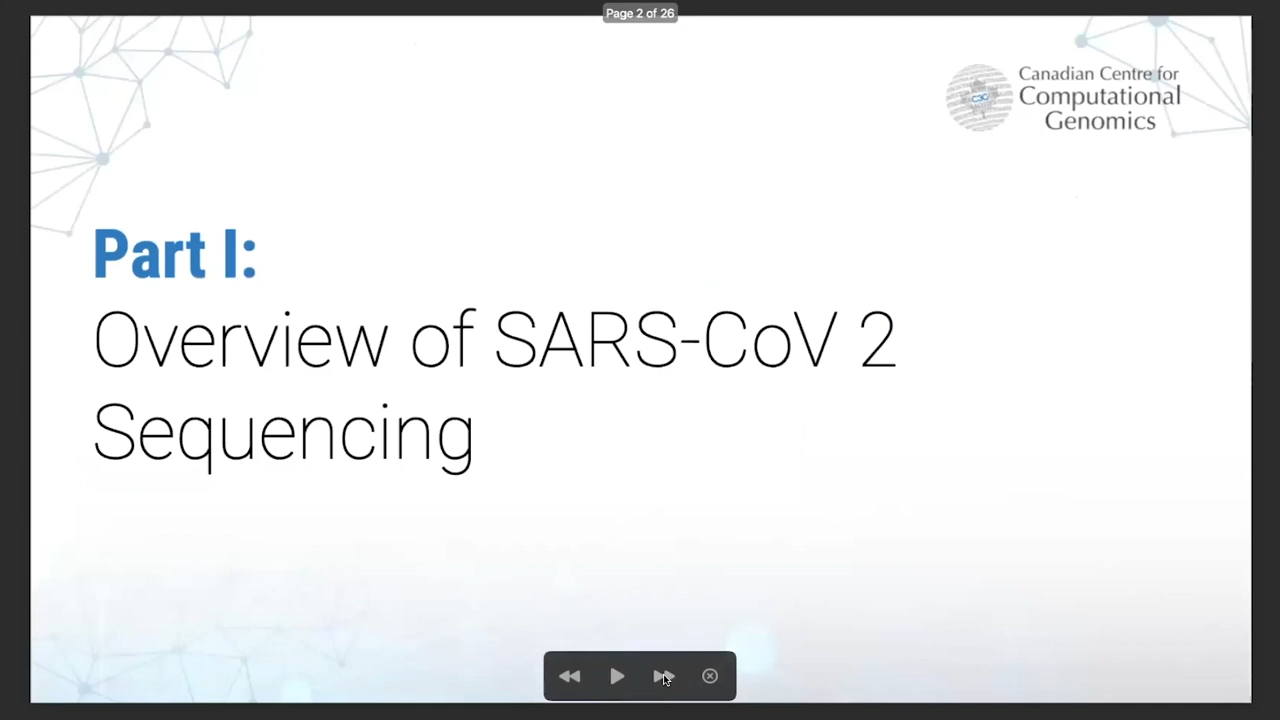 Page 2 of 26
Canadian Centre for
Computational
Genomics
Part I:
Overview of SARS-CoV 2
Sequencing